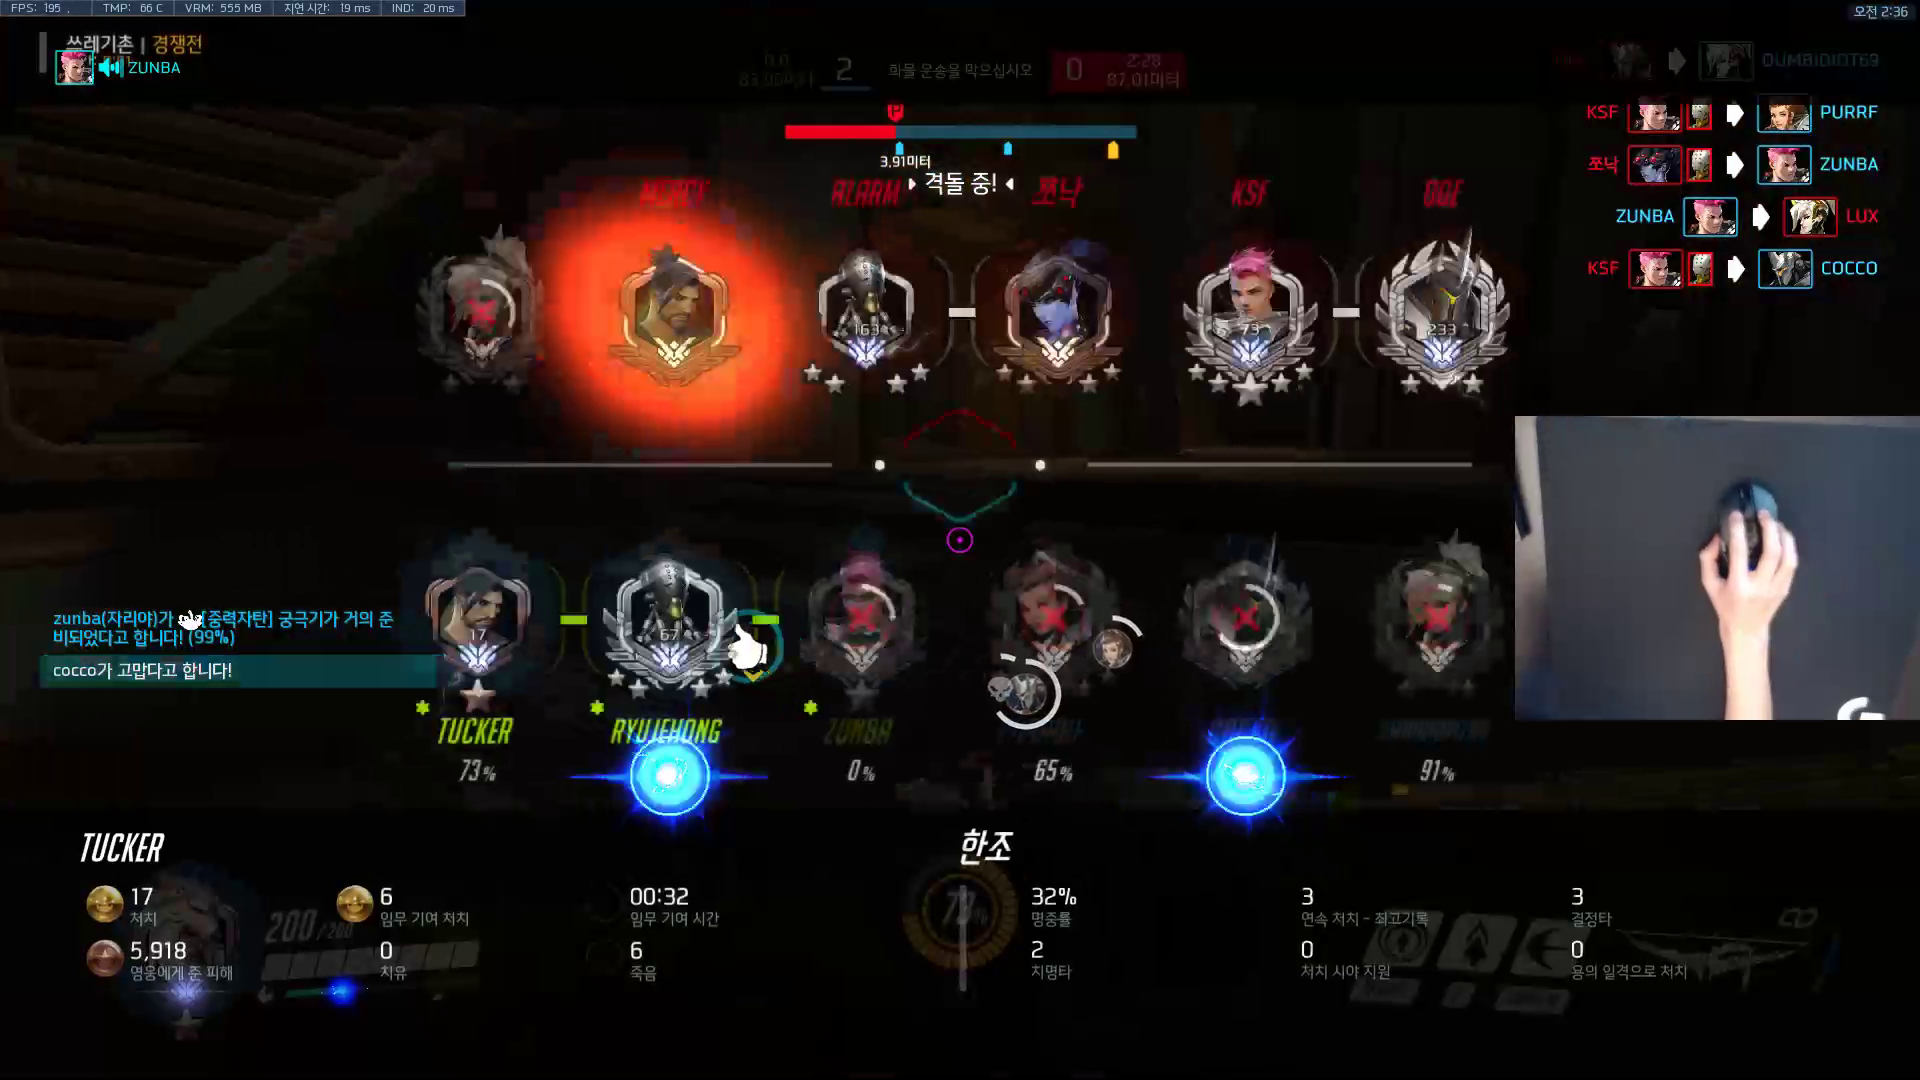 FPS: 195 TMP: 66 C VRM: 555 MB 지연 시간: 19 ms IND: 20 ms
오전 2:36
쓰레기촌 | 경쟁전
ZUNBA
2 화물 운송을 막으십시오 0 2:28
87.01미터
DUMBIDIOT69
KSF PURRF
쪼낙 ZUNBA
ZUNBA LUX
KSF COCCO
P
3.91미터
격돌 중!
MERCY ALARM 쪼낙 KSF
163 73 233
zunba(자리야)가 [중력자탄] 궁극기가 거의 준
비되었다고 합니다! (99%)
cocco가 고맙다고 합니다!
17 67
TUCKER RYUJEHONG ZUNBA
73% 0% 65% 91%
TUCKER 한조
17 처치
6 임무 기여 처치
00:32 임무 기여 시간
32% 명중률
3 연속 처치 - 최고기록
3 결정타
5,918 영웅에게 준 피해
0 치유
6 죽음
2 치명타
0 처치 시야 지원
0 용의 일격으로 처치
200/200